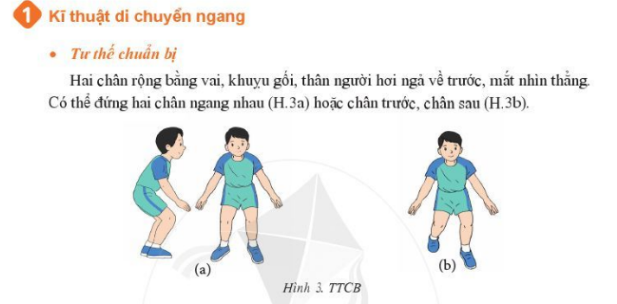 1 Kĩ thuật di chuyển ngang
• Tư thế chuẩn bị
Hai chân rộng bằng vai, khuỵu gối, thân người hơi ngả về trước, mắt nhìn thẳng.
Có thể đứng hai chân ngang nhau (H.3a) hoặc chân trước, chân sau (H.3b).
(a)
(b)
Hình 3. TTCB